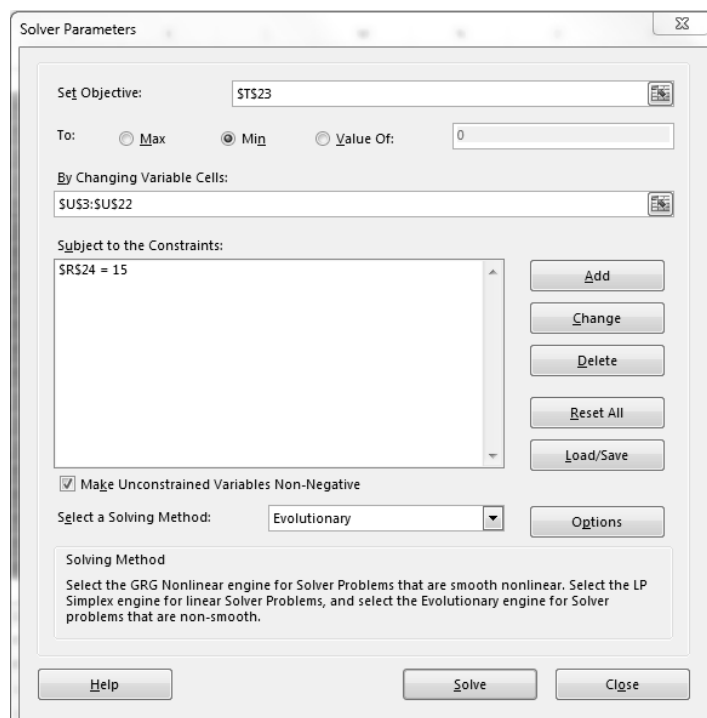 Solver Parameters
Set Objective:
$T$23
To:
Max
Min
Value Of:
0
By Changing Variable Cells:
$U$3:$U$22
Subject to the Constraints:
$R$24 = 15
Add
Change
Delete
Reset All
Load/Save
Make Unconstrained Variables Non-Negative
Select a Solving Method:
Evolutionary
Options
Solving Method
Select the GRG Nonlinear engine for Solver Problems that are smooth nonlinear. Select the LP
Simplex engine for linear Solver Problems, and select the Evolutionary engine for Solver
problems that are non-smooth.
Help
Solve
Close